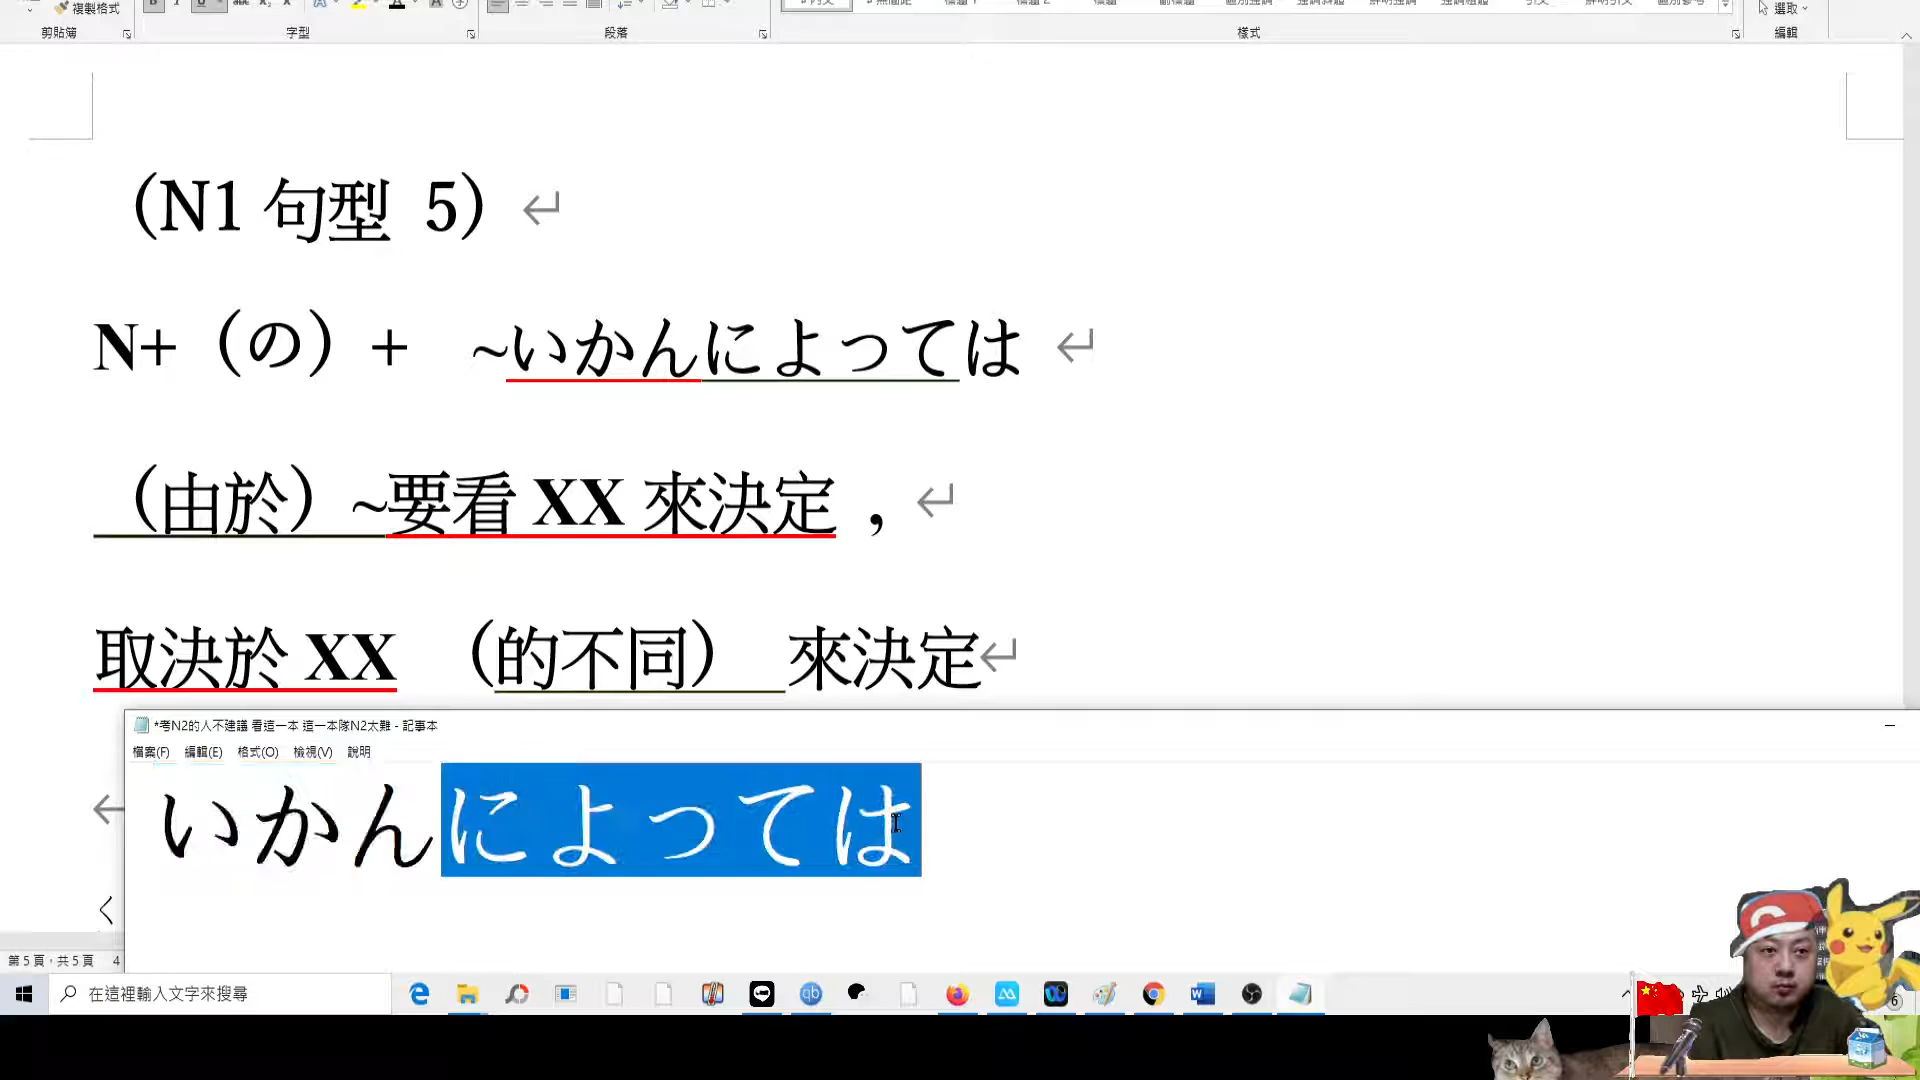 複製格式
選取
剪貼簿
字型
段落
樣式
編輯
（N1 句型 5）
N+（の）+ ~いかんによっては
（由於）~要看 XX 來決定，
取決於 XX （的不同） 來決定
*考N2的人不建議 看這一本 這一本隊N2太難 - 記事本
檔案(F) 編輯(E) 格式(O) 檢視(V) 說明
いかんによっては
第 5 頁，共 5 頁 4
在這裡輸入文字來搜尋